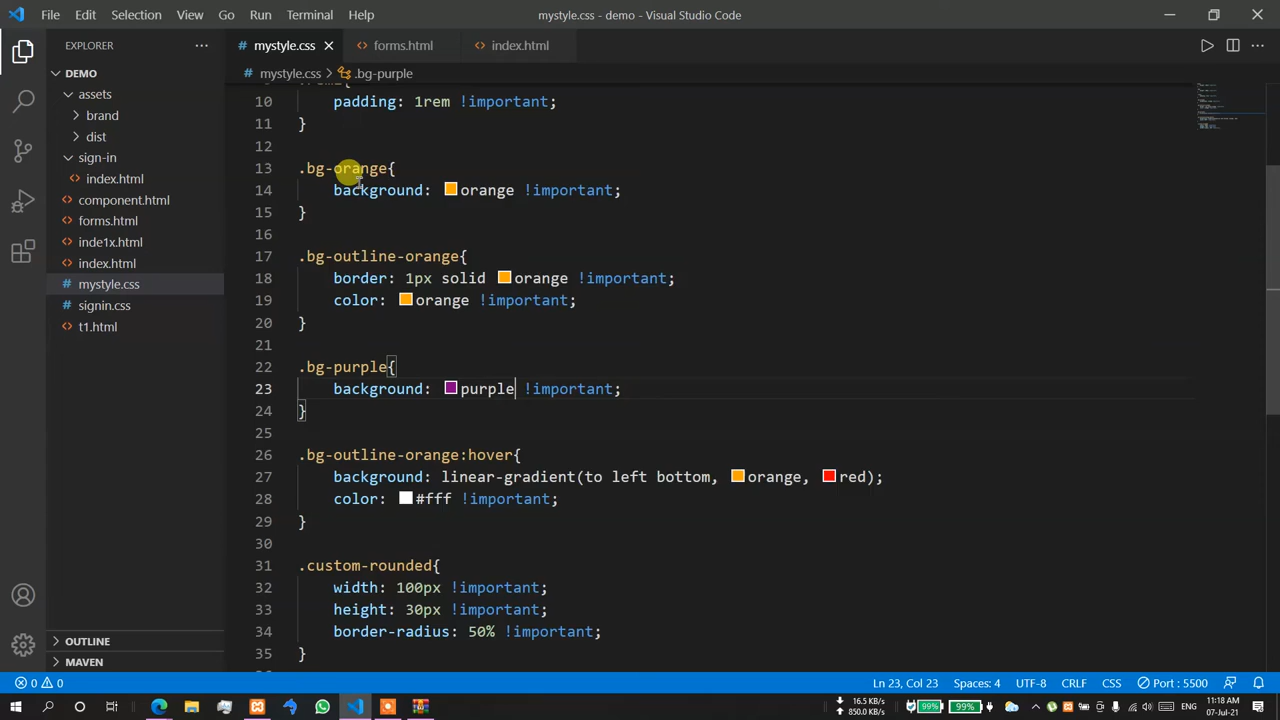 File Edit Selection View Go Run Terminal Help mystyle.css - demo - Visual Studio Code
EXPLORER mystyle.css forms.html index.html
DEMO mystyle.css > .bg-purple
assets
brand
dist
sign-in
index.html
component.html
forms.html
inde1x.html
index.html
mystyle.css
signin.css
t1.html
OUTLINE
MAVEN
10 padding: 1rem !important;
11 }
12
13 .bg-orange{
14 background: orange !important;
15 }
16
17 .bg-outline-orange{
18 border: 1px solid orange !important;
19 color: orange !important;
20 }
21
22 .bg-purple{
23 background: purple !important;
24 }
25
26 .bg-outline-orange:hover{
27 background: linear-gradient(to left bottom, orange, red);
28 color: #fff !important;
29 }
30
31 .custom-rounded{
32 width: 100px !important;
33 height: 30px !important;
34 border-radius: 50% !important;
35 }
0 0 Ln 23, Col 23 Spaces: 4 UTF-8 CRLF CSS Port : 5500
16.5 KB/s 11:18 AM
850.0 KB/s 99% 99% 07-Jul-21